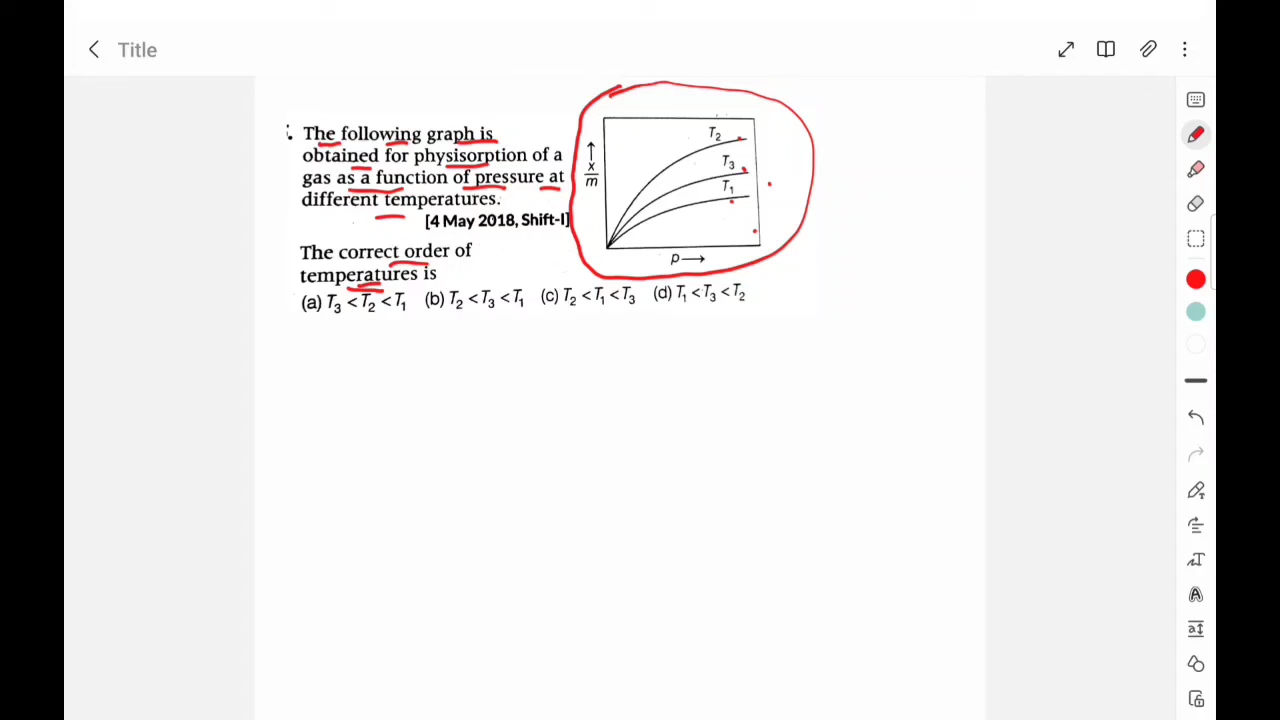 Title
The following graph is
obtained for physisorption of a
gas as a function of pressure at
different temperatures.
[4 May 2018, Shift-I]
The correct order of
temperatures is
(a) T₃ < T₂ < T₁ (b) T₂ < T₃ < T₁ (c) T₂ < T₁ < T₃ (d) T₁ < T₃ < T₂
T₂
T₃
T₁
x
m
p